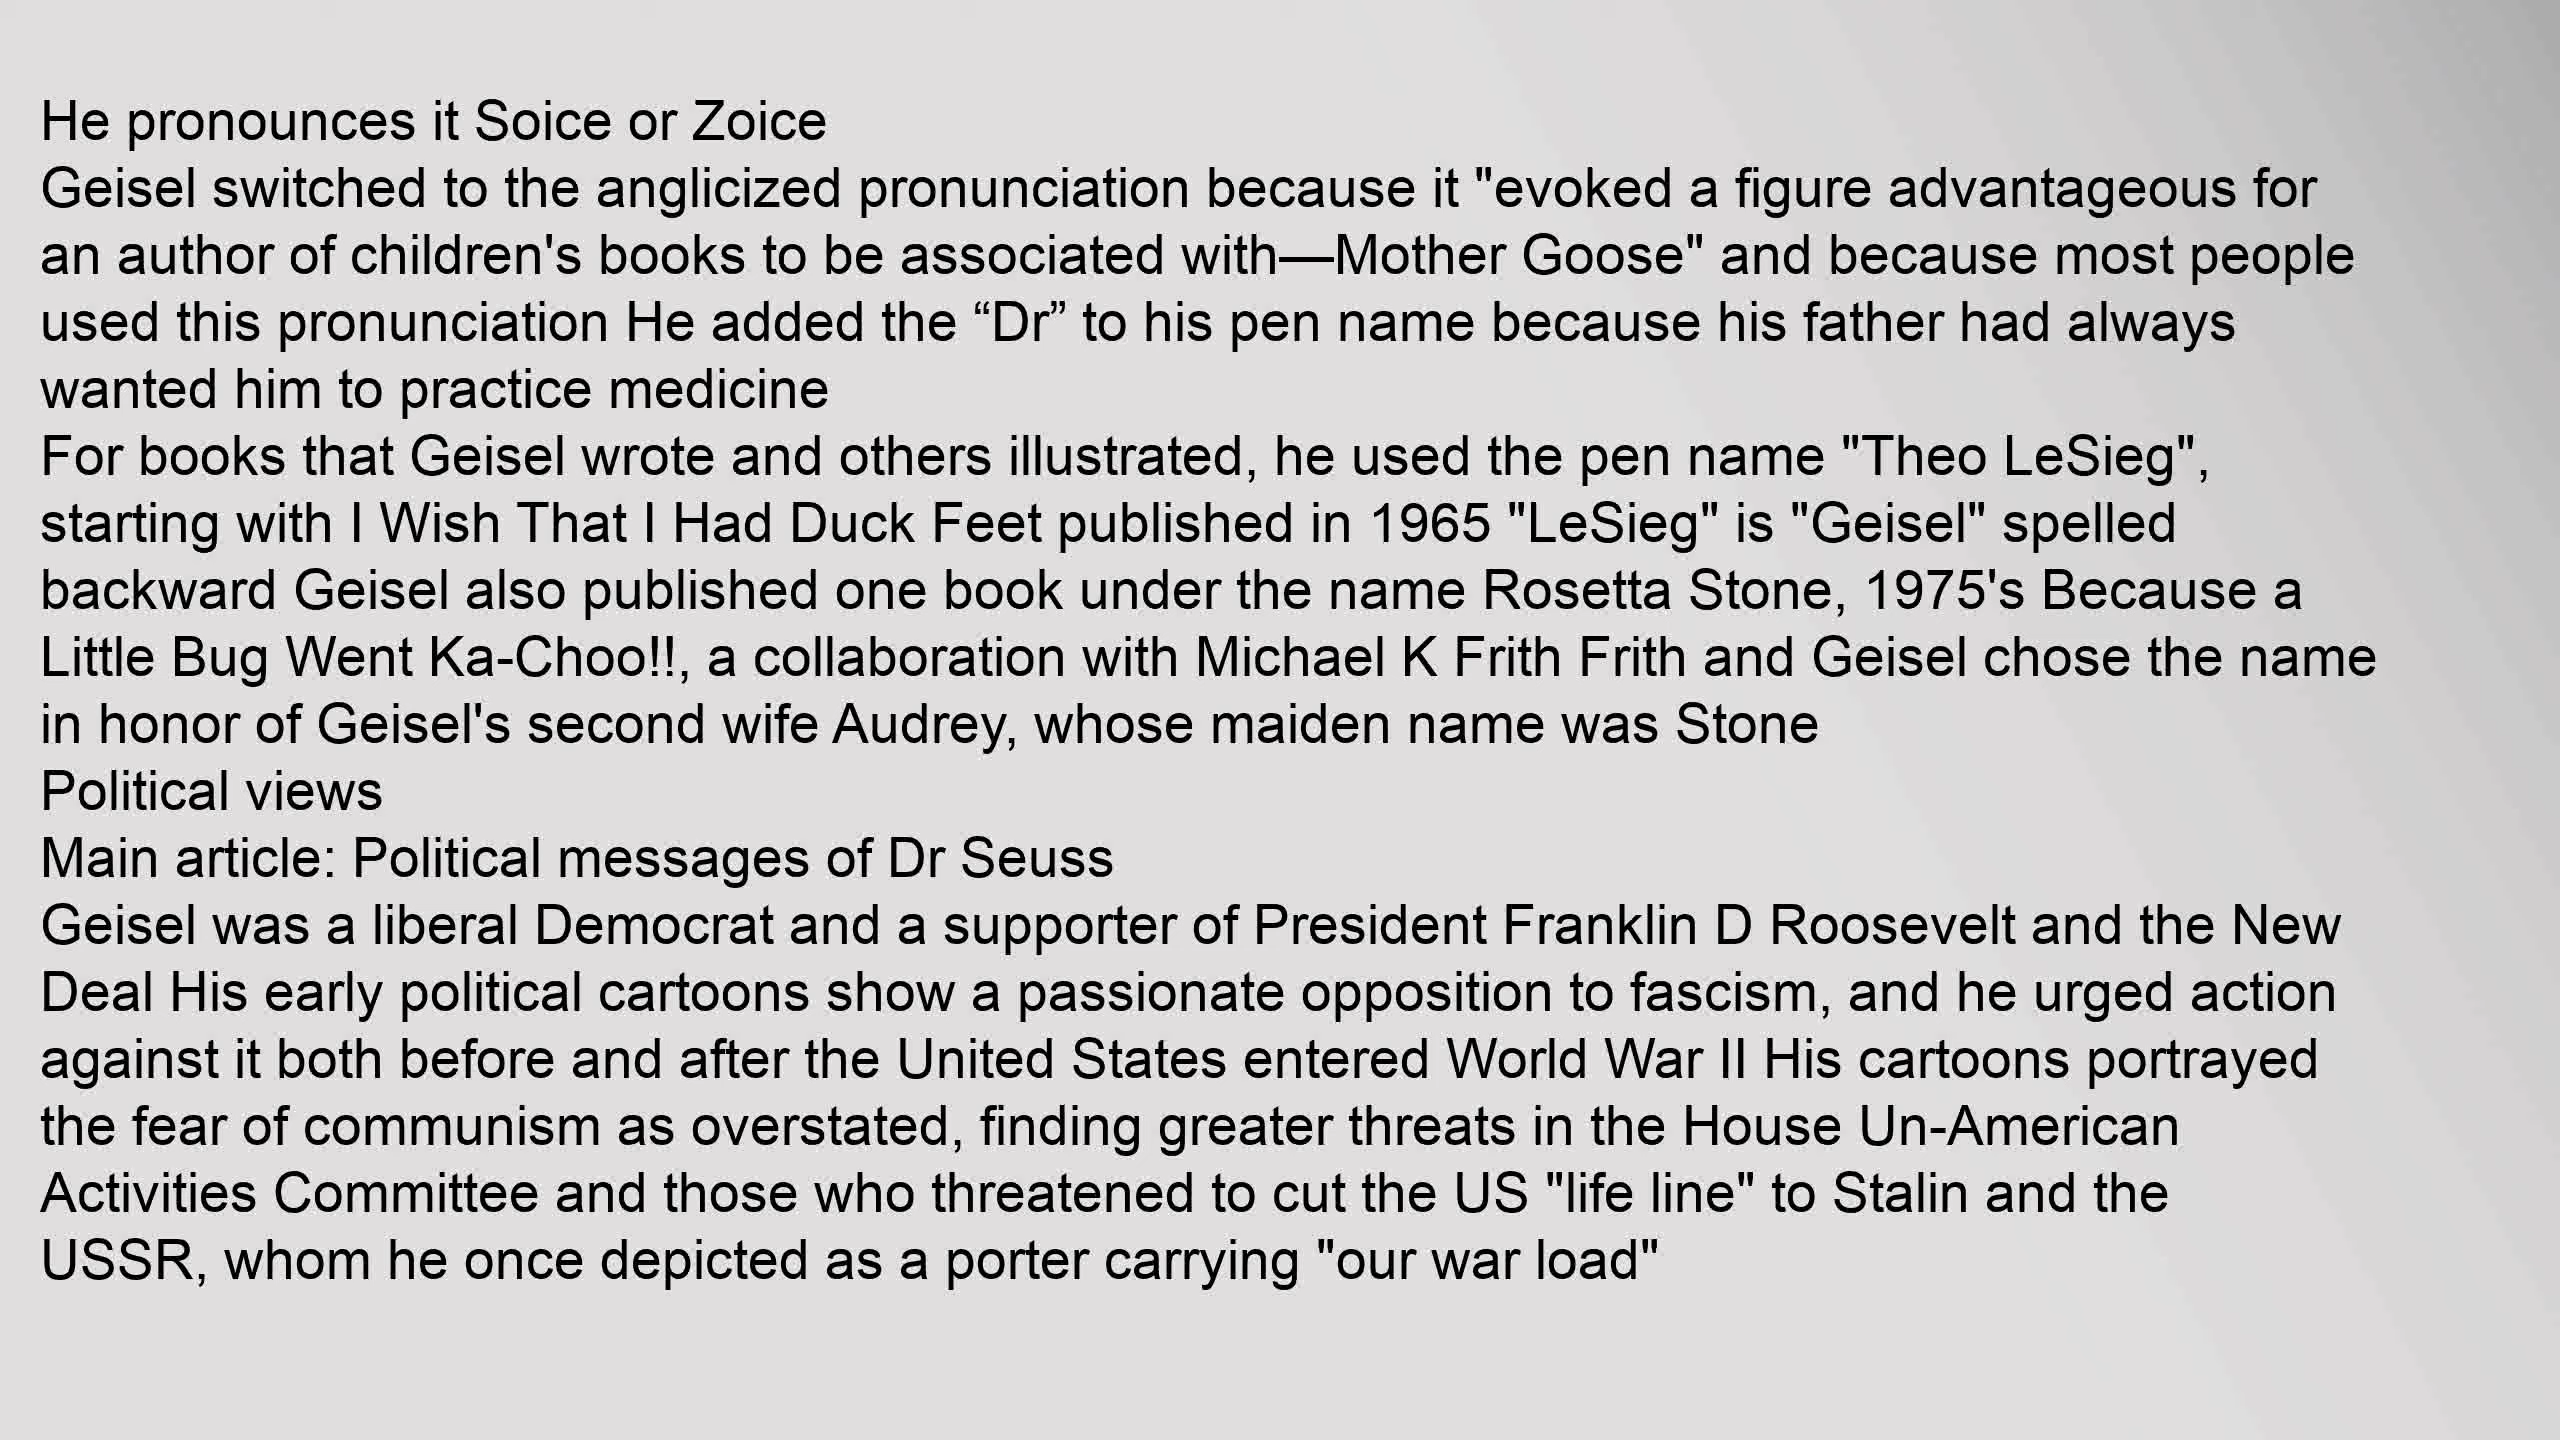 He pronounces it Soice or Zoice
Geisel switched to the anglicized pronunciation because it "evoked a figure advantageous for
an author of children's books to be associated with—Mother Goose" and because most people
used this pronunciation He added the “Dr” to his pen name because his father had always
wanted him to practice medicine
For books that Geisel wrote and others illustrated, he used the pen name "Theo LeSieg",
starting with I Wish That I Had Duck Feet published in 1965 "LeSieg" is "Geisel" spelled
backward Geisel also published one book under the name Rosetta Stone, 1975's Because a
Little Bug Went Ka-Choo!!, a collaboration with Michael K Frith Frith and Geisel chose the name
in honor of Geisel's second wife Audrey, whose maiden name was Stone
Political views
Main article: Political messages of Dr Seuss
Geisel was a liberal Democrat and a supporter of President Franklin D Roosevelt and the New
Deal His early political cartoons show a passionate opposition to fascism, and he urged action
against it both before and after the United States entered World War II His cartoons portrayed
the fear of communism as overstated, finding greater threats in the House Un-American
Activities Committee and those who threatened to cut the US "life line" to Stalin and the
USSR, whom he once depicted as a porter carrying "our war load"